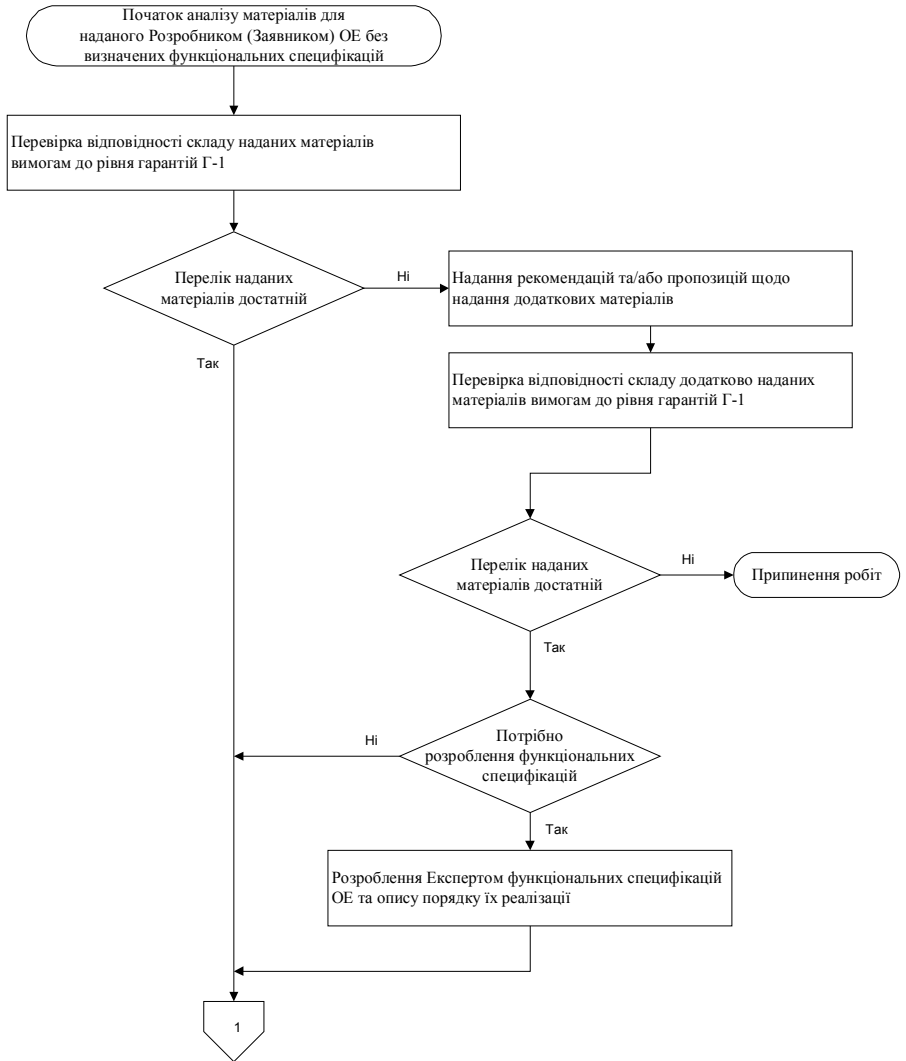 Початок аналізу матеріалів для
наданого Розробником (Заявником) ОЕ без
визначених функціональних специфікацій
Перевірка відповідності складу наданих матеріалів
вимогам до рівня гарантій Г-1
Перелік наданих
матеріалів достатній
Ні
Так
Надання рекомендацій та/або пропозицій щодо
надання додаткових матеріалів
Перевірка відповідності складу додатково наданих
матеріалів вимогам до рівня гарантій Г-1
Перелік наданих
матеріалів достатній
Ні
Припинення робіт
Так
Потрібно
розроблення функціональних
специфікацій
Ні
Так
Розроблення Експертом функціональних специфікацій
ОЕ та опису порядку їх реалізації
1